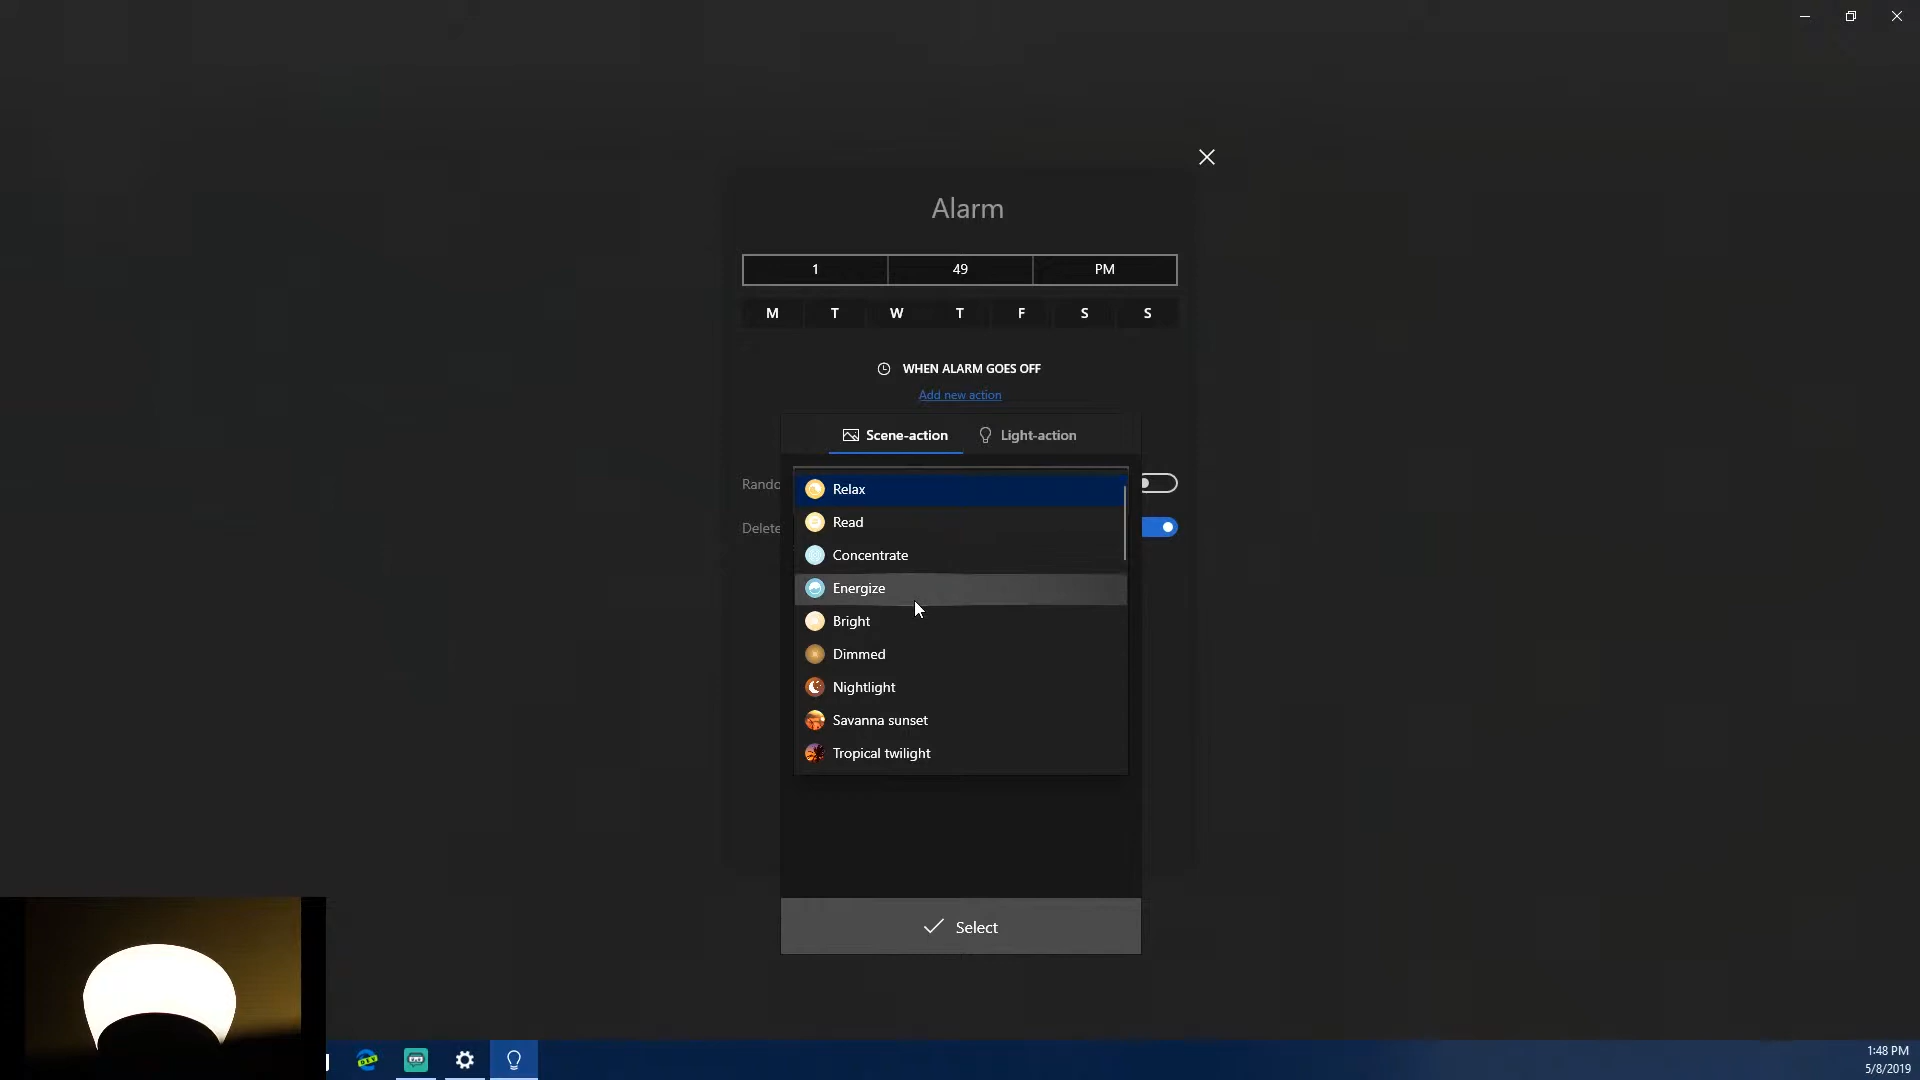 Alarm
1 49 PM
M T W T F S S
WHEN ALARM GOES OFF
Add new action
Scene-action Light-action
Rando
Delete
Relax
Read
Concentrate
Energize
Bright
Dimmed
Nightlight
Savanna sunset
Tropical twilight
Select
DEV
1:48 PM
5/8/2019